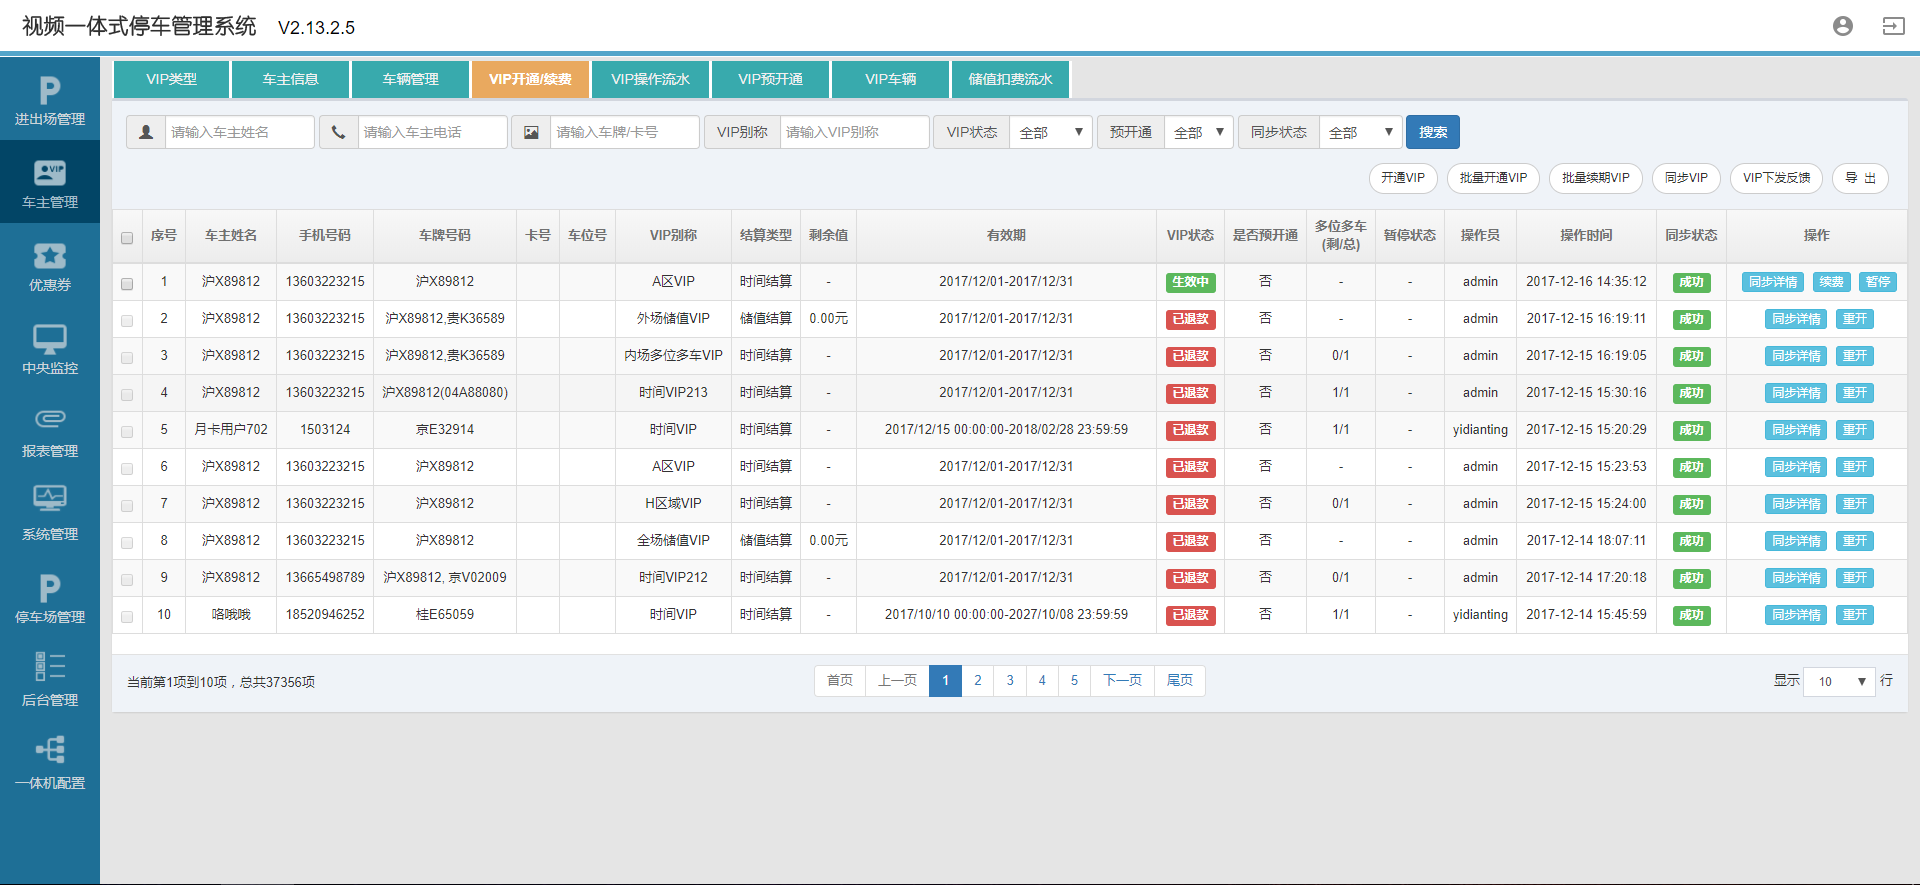 视频一体式停车管理系统 V2.13.2.5
进出场管理
车主管理
优惠券
中央监控
报表管理
系统管理
停车场管理
后台管理
一体机配置
VIP类型 车主信息 车辆管理 VIP开通/续费 VIP操作流水 VIP预开通 VIP车辆 储值扣费流水
请输入车主姓名 请输入车主电话 请输入车牌/卡号 VIP别称 请输入VIP别称 VIP状态 全部 预开通 全部 同步状态 全部 搜索
开通VIP 批量开通VIP 批量续期VIP 同步VIP VIP下发反馈 导 出
序号 车主姓名 手机号码 车牌号码 卡号 车位号 VIP别称 结算类型 剩余值 有效期 VIP状态 是否预开通 多位多车(剩/总) 暂停状态 操作员 操作时间 同步状态 操作
1 沪X89812 13603223215 沪X89812 A区VIP 时间结算 - 2017/12/01-2017/12/31 生效中 否 - - admin 2017-12-16 14:35:12 成功 同步详情 续费 暂停
2 沪X89812 13603223215 沪X89812,贵K36589 外场储值VIP 储值结算 0.00元 2017/12/01-2017/12/31 已退款 否 - - admin 2017-12-15 16:19:11 成功 同步详情 重开
3 沪X89812 13603223215 沪X89812,贵K36589 内场多位多车VIP 时间结算 - 2017/12/01-2017/12/31 已退款 否 0/1 - admin 2017-12-15 16:19:05 成功 同步详情 重开
4 沪X89812 13603223215 沪X89812(04A88080) 时间VIP213 时间结算 - 2017/12/01-2017/12/31 已退款 否 1/1 - admin 2017-12-15 15:30:16 成功 同步详情 重开
5 月卡用户702 1503124 京E32914 时间VIP 时间结算 - 2017/12/15 00:00:00-2018/02/28 23:59:59 已退款 否 1/1 - yidianting 2017-12-15 15:20:29 成功 同步详情 重开
6 沪X89812 13603223215 沪X89812 A区VIP 时间结算 - 2017/12/01-2017/12/31 已退款 否 - - admin 2017-12-15 15:23:53 成功 同步详情 重开
7 沪X89812 13603223215 沪X89812 H区域VIP 时间结算 - 2017/12/01-2017/12/31 已退款 否 0/1 - admin 2017-12-15 15:24:00 成功 同步详情 重开
8 沪X89812 13603223215 沪X89812 全场储值VIP 储值结算 0.00元 2017/12/01-2017/12/31 已退款 否 - - admin 2017-12-14 18:07:11 成功 同步详情 重开
9 沪X89812 13665498789 沪X89812, 京V02009 时间VIP212 时间结算 - 2017/12/01-2017/12/31 已退款 否 0/1 - admin 2017-12-14 17:20:18 成功 同步详情 重开
10 咯哦哦 18520946252 桂E65059 时间VIP 时间结算 - 2017/10/10 00:00:00-2027/10/08 23:59:59 已退款 否 1/1 - yidianting 2017-12-14 15:45:59 成功 同步详情 重开
当前第1项到10项，总共37356项 首页 上一页 1 2 3 4 5 下一页 尾页 显示 10 行